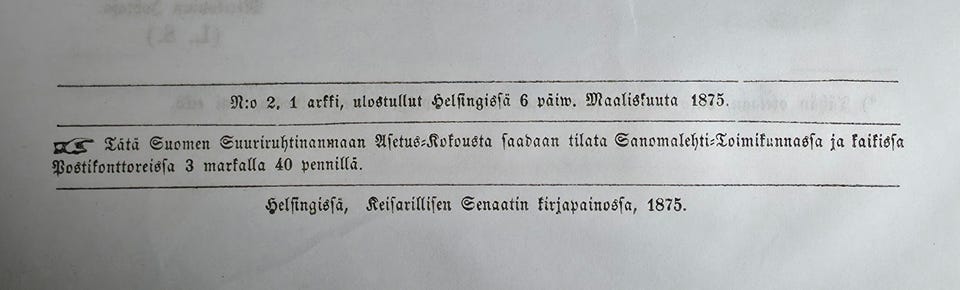 N:o 2, 1 arkki, ulostullut Helsingissä 6 päiw. Maaliskuuta 1875.
☞ Tätä Suomen Suuriruhtinanmaan Asetus-Kokousta saadaan tilata Sanomalehti-Toimikunnassa ja kaikissa
Postikonttoreissa 3 markalla 40 pennillä.
Helsingissä, Keisarillisen Senaatin kirjapainossa, 1875.